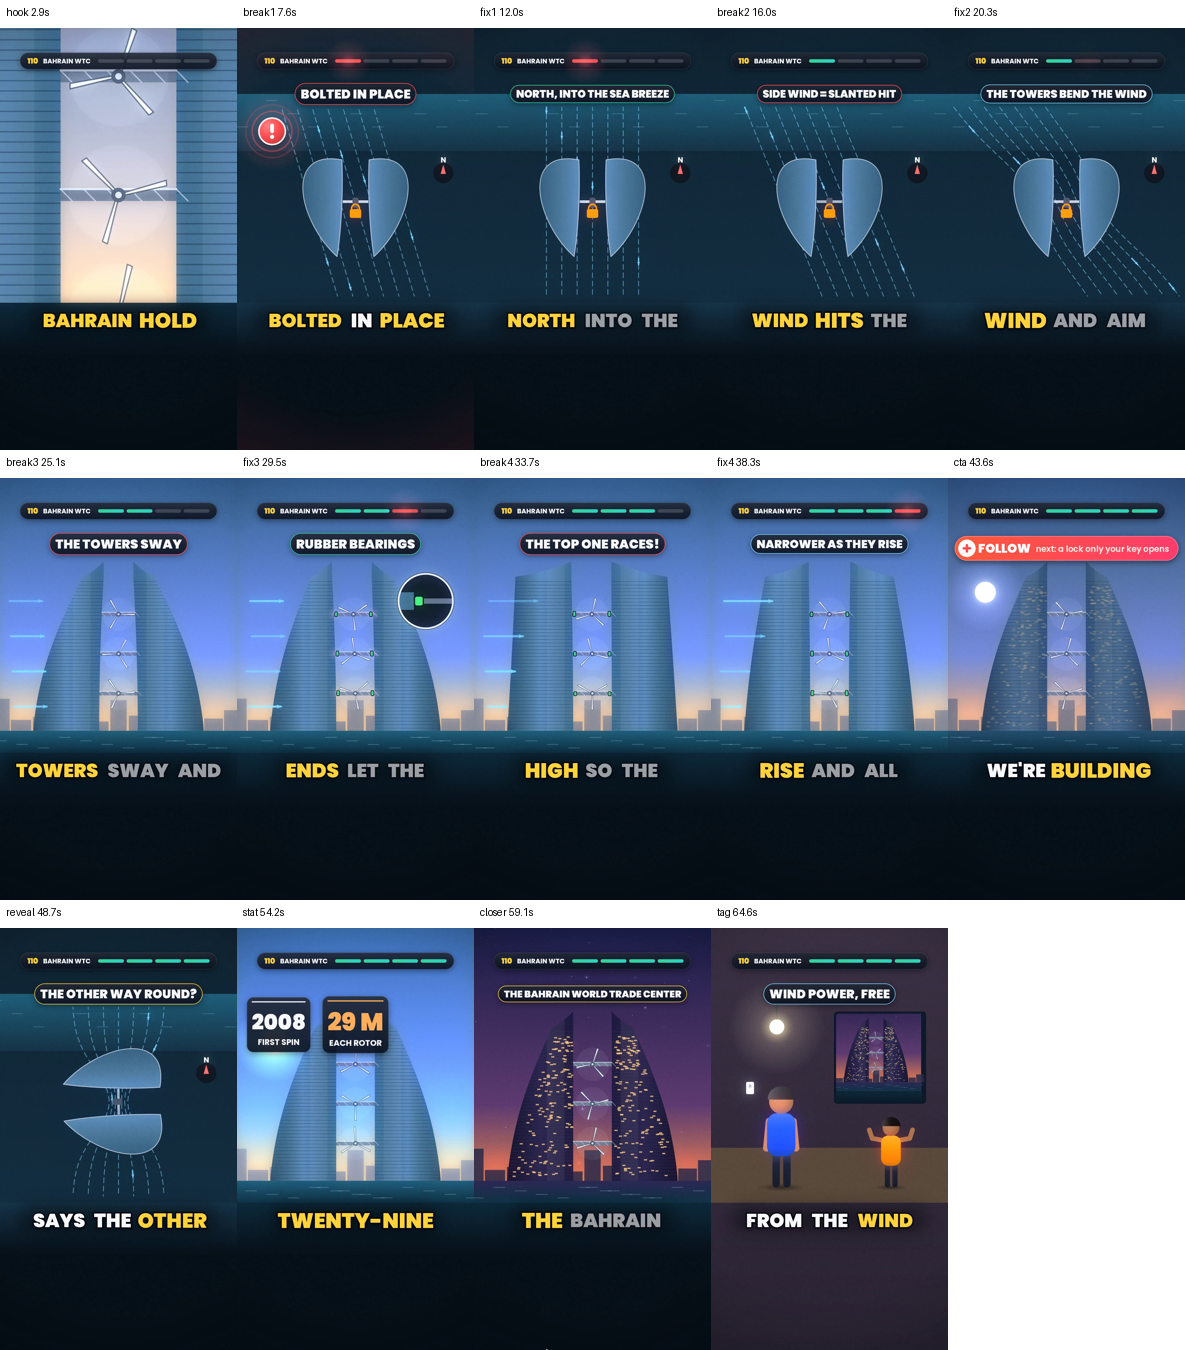 hook 2.9s
110 BAHRAIN WTC
BAHRAIN HOLD
break1 7.6s
110 BAHRAIN WTC
BOLTED IN PLACE
!
N
BOLTED IN PLACE
fix1 12.0s
110 BAHRAIN WTC
NORTH, INTO THE SEA BREEZE
N
NORTH INTO THE
break2 16.0s
110 BAHRAIN WTC
SIDE WIND = SLANTED HIT
N
WIND HITS THE
fix2 20.3s
110 BAHRAIN WTC
THE TOWERS BEND THE WIND
N
WIND AND AIM
break3 25.1s
110 BAHRAIN WTC
THE TOWERS SWAY
TOWERS SWAY AND
fix3 29.5s
110 BAHRAIN WTC
RUBBER BEARINGS
ENDS LET THE
break4 33.7s
110 BAHRAIN WTC
THE TOP ONE RACES!
HIGH SO THE
fix4 38.3s
110 BAHRAIN WTC
NARROWER AS THEY RISE
RISE AND ALL
cta 43.6s
110 BAHRAIN WTC
FOLLOW next: a lock only your key opens
WE'RE BUILDING
reveal 48.7s
110 BAHRAIN WTC
THE OTHER WAY ROUND?
N
SAYS THE OTHER
stat 54.2s
110 BAHRAIN WTC
2008
FIRST SPIN
29 M
EACH ROTOR
TWENTY-NINE
closer 59.1s
110 BAHRAIN WTC
THE BAHRAIN WORLD TRADE CENTER
THE BAHRAIN
tag 64.6s
110 BAHRAIN WTC
WIND POWER, FREE
FROM THE WIND